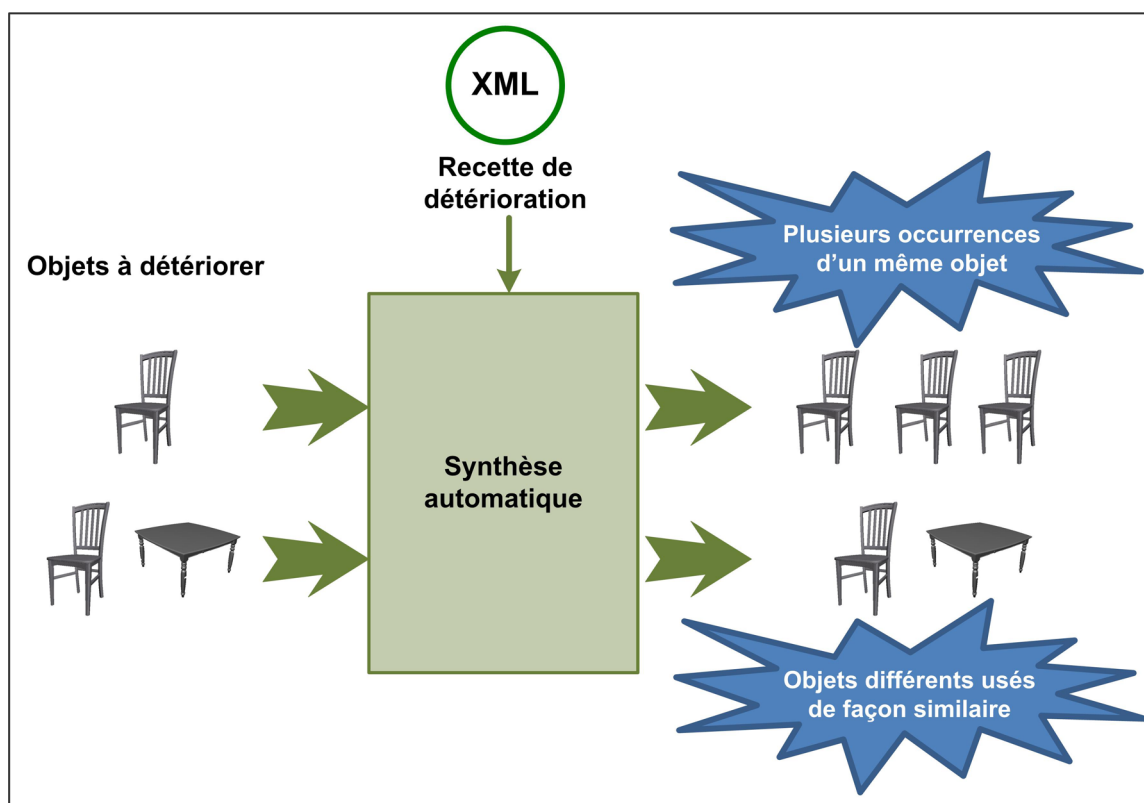 XML
Recette de
détérioration
Objets à détériorer
Plusieurs occurrences
d’un même objet
Synthèse
automatique
Objets différents usés
de façon similaire